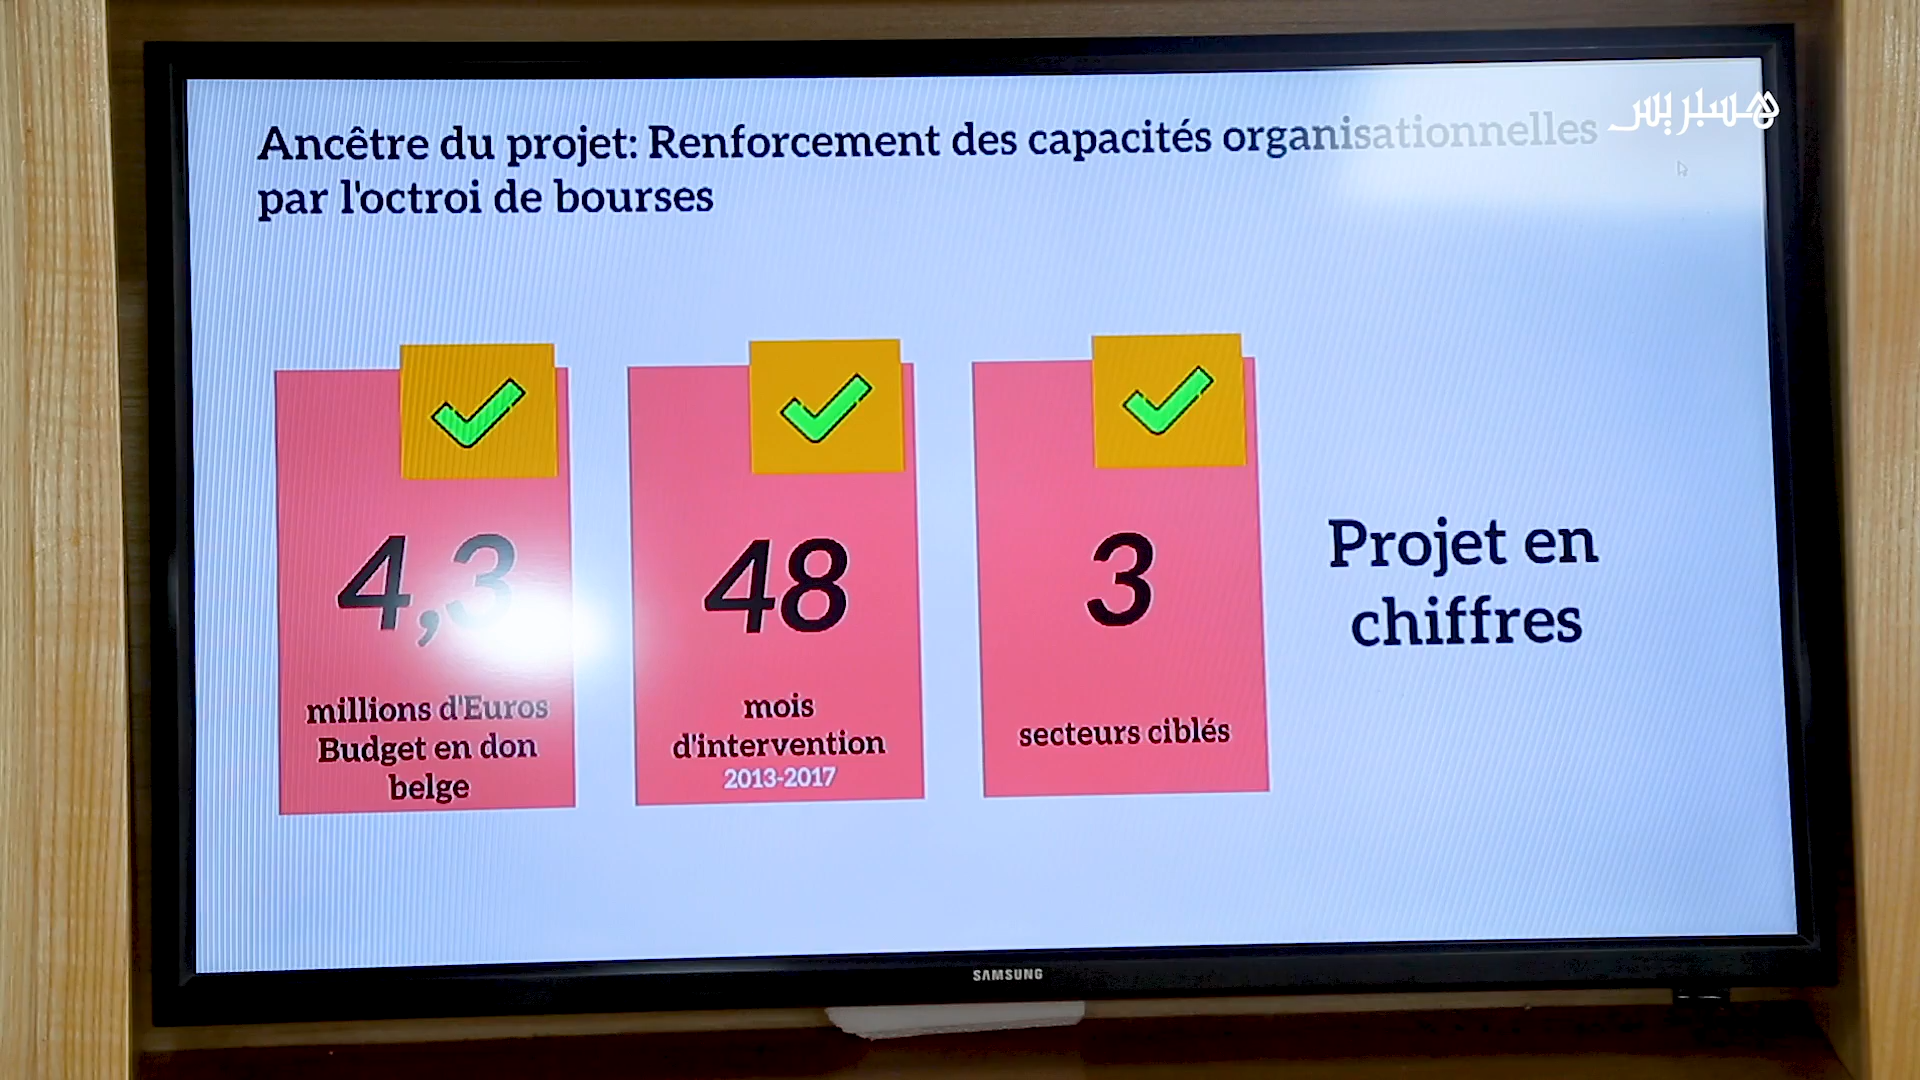 Ancêtre du projet: Renforcement des capacités organisationnelles
par l'octroi de bourses
هسبريس
4,3
millions d'Euros
Budget en don
belge
48
mois
d'intervention
2013-2017
3
secteurs ciblés
Projet en
chiffres
SAMSUNG